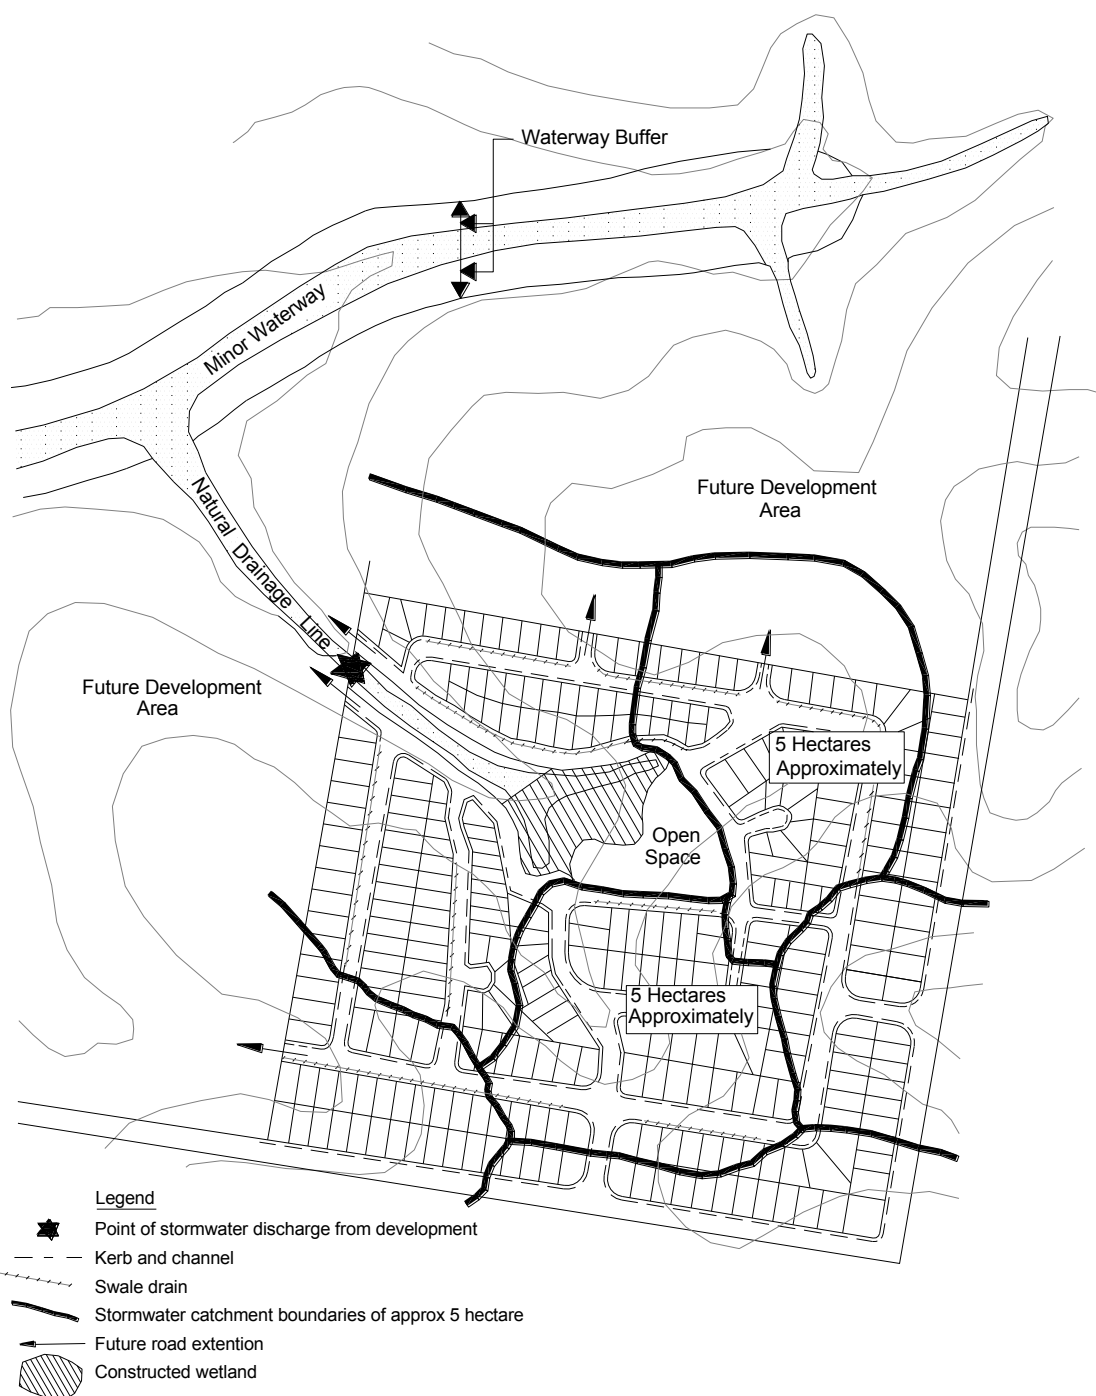 Waterway Buffer
Minor Waterway
Natural Drainage Line
Future Development
Area
Future Development
Area
5 Hectares
Approximately
Open
Space
5 Hectares
Approximately
Legend
Point of stormwater discharge from development
Kerb and channel
Swale drain
Stormwater catchment boundaries of approx 5 hectare
Future road extention
Constructed wetland